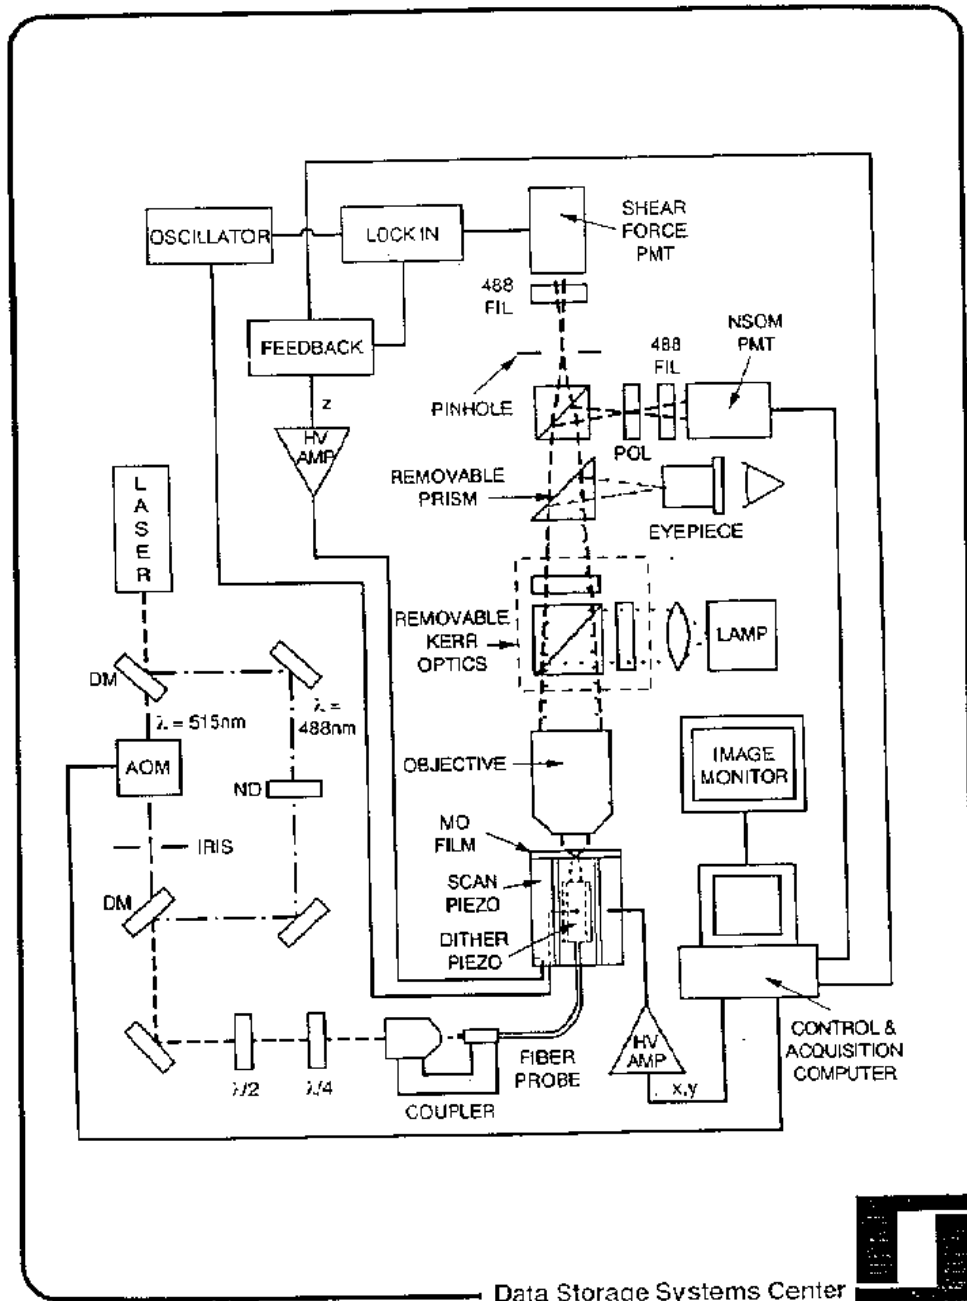 SHEAR
FORCE
PMT
OSCILLATOR
LOCK IN
488
FIL
FEEDBACK
NSOM
PMT
488
FIL
PINHOLE
z
HV
AMP
POL
REMOVABLE
PRISM
EYEPIECE
LASER
REMOVABLE
KERR
OPTICS
LAMP
DM
λ = 515nm
λ =
488nm
AOM
ND
OBJECTIVE
IMAGE
MONITOR
IRIS
MO
FILM
DM
SCAN
PIEZO
DITHER
PIEZO
λ/2
λ/4
COUPLER
FIBER
PROBE
HV
AMP
x,y
CONTROL &
ACQUISITION
COMPUTER
Data Storage Systems Center